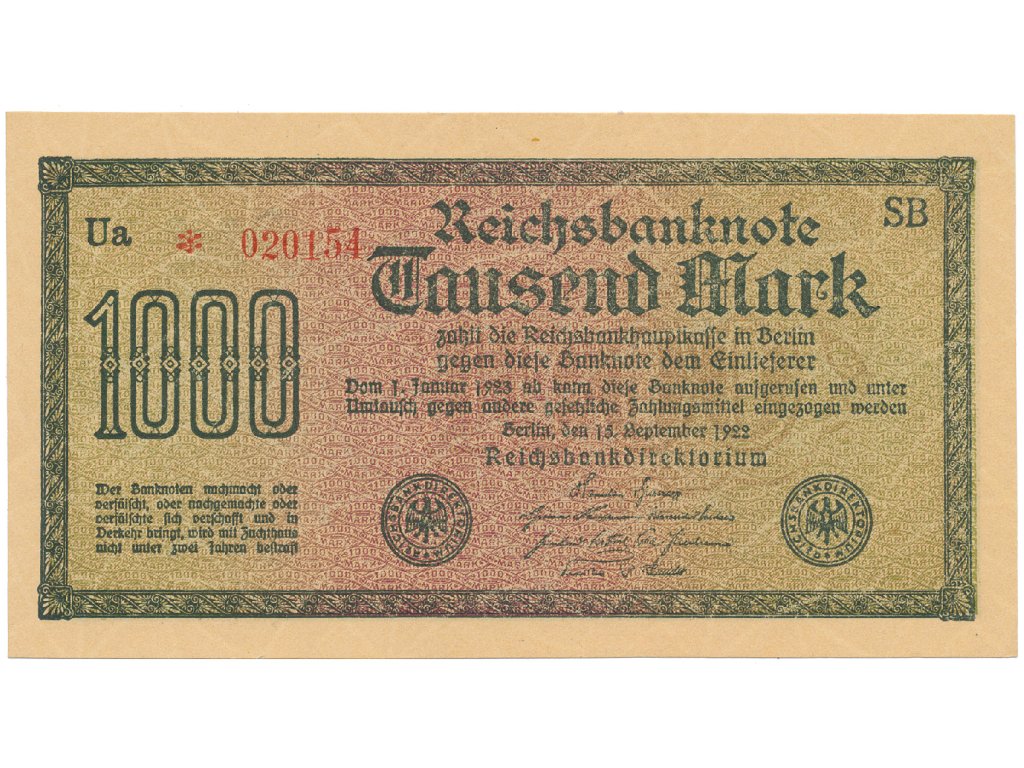 Ua
SB
* 020154
Reichsbanknote
Tausend Mark
1000
zahlt die Reichsbankhauptkasse in Berlin
gegen diese Banknote dem Einlieferer
Vom 1. Januar 1923 ab kann diese Banknote aufgerufen und unter
Umtausch gegen andere gesetzliche Zahlungsmittel eingezogen werden
Berlin, den 15. September 1922
Reichsbankdirektorium
Wer Banknoten nachmacht oder
verfälscht, oder nachgemachte oder
verfälschte sich verschafft und in
Verkehr bringt, wird mit Zuchthaus
nicht unter zwei Jahren bestraft
REICHSBANKDIREKTORIUM
REICHSBANKDIREKTORIUM